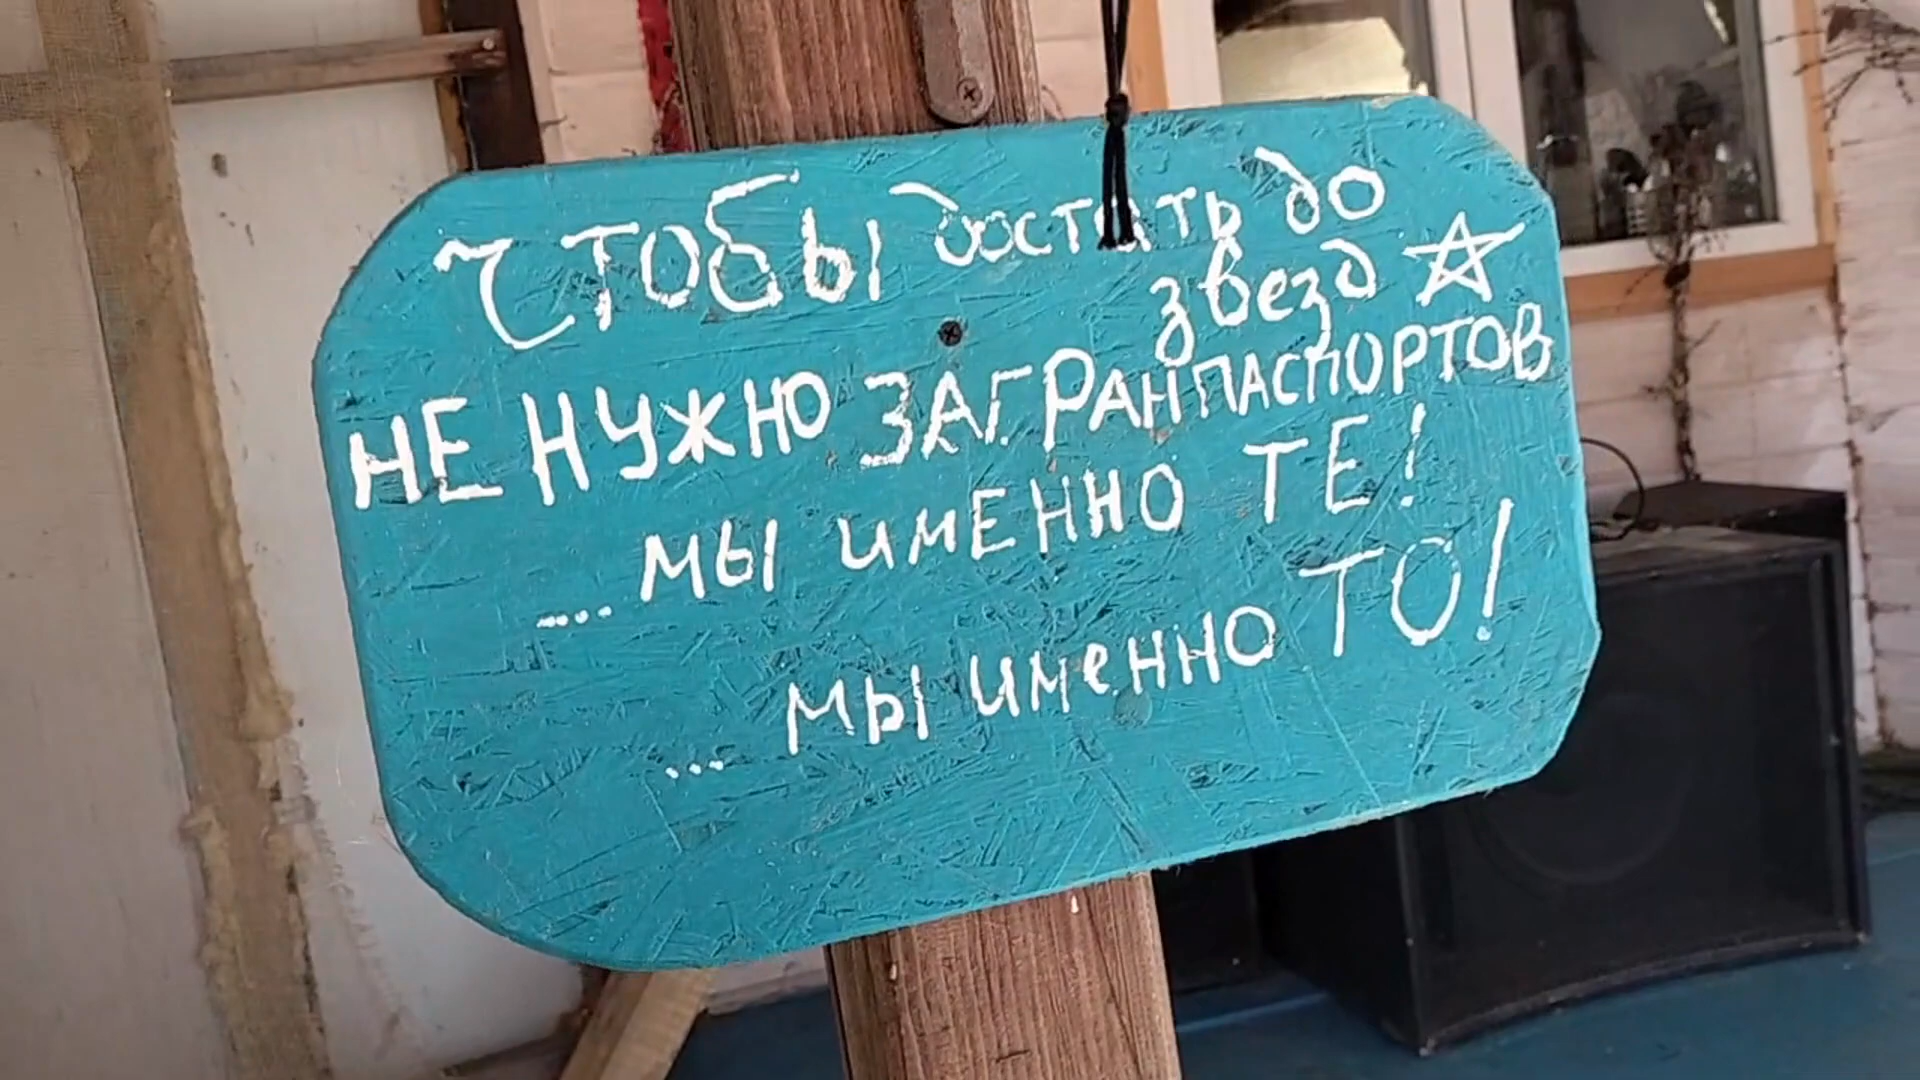 Чтобы достать до
звезд
НЕ НУЖНО ЗАГРАНПАСПОРТОВ
...мы именно ТЕ!
... мы именно ТО!